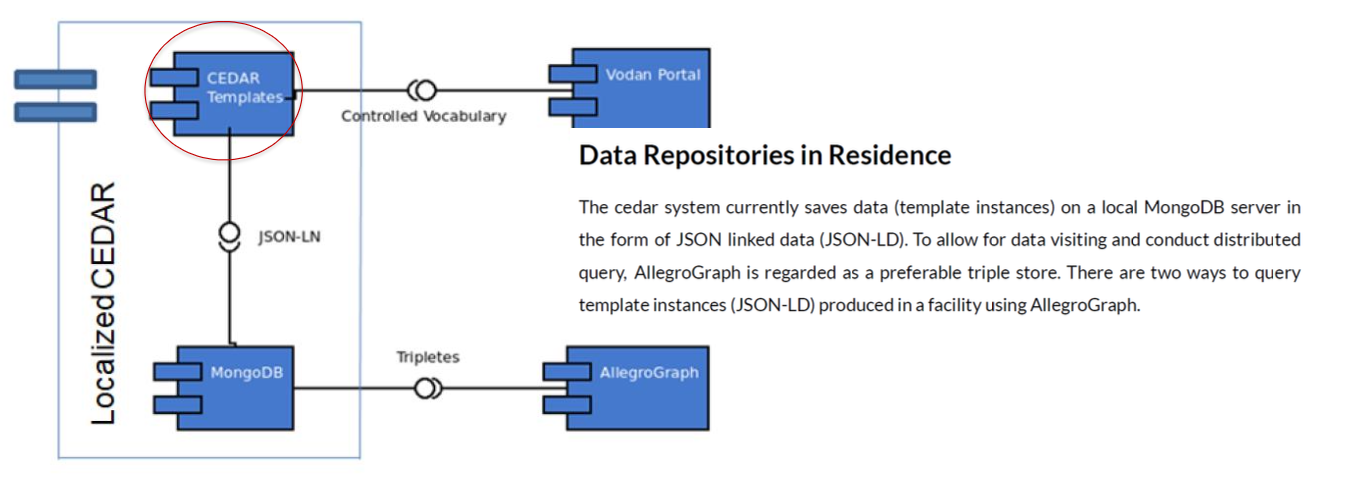 CEDAR
Templates
Vodan Portal
Controlled Vocabulary
Data Repositories in Residence
The cedar system currently saves data (template instances) on a local MongoDB server in
the form of JSON linked data (JSON-LD). To allow for data visiting and conduct distributed
query, AllegroGraph is regarded as a preferable triple store. There are two ways to query
template instances (JSON-LD) produced in a facility using AllegroGraph.
Localized CEDAR
JSON-LN
Tripletes
MongoDB
AllegroGraph